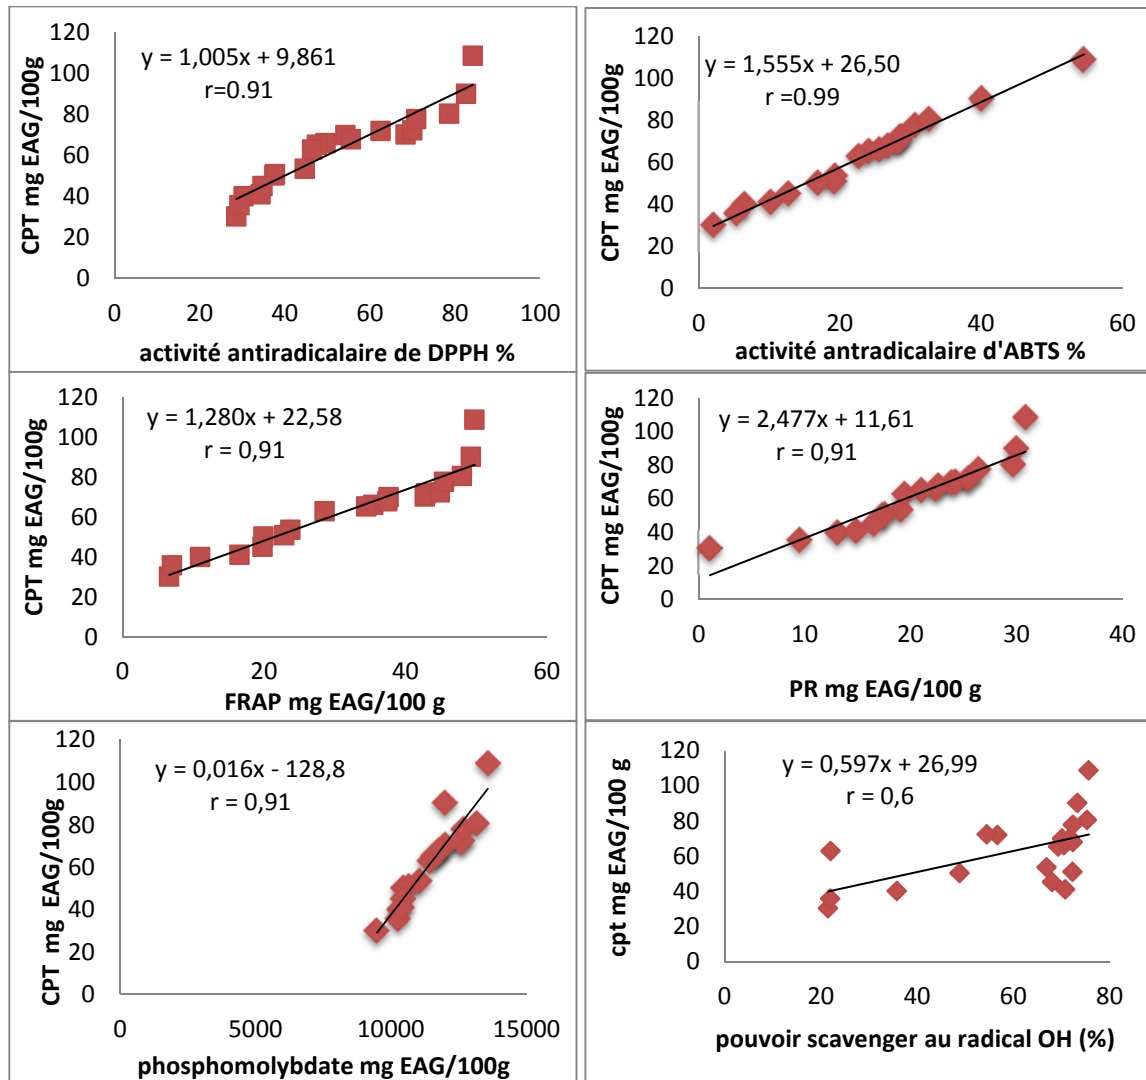 120
100
80
60
40
20
0
0 20 40 60 80 100
CPT mg EAG/100g
y = 1,005x + 9,861
r=0.91
activité antiradicalaire de DPPH %
120
100
80
60
40
20
0
0 20 40 60
CPT mg EAG/100g
y = 1,555x + 26,50
r =0.99
activité antradicalaire d'ABTS %
120
100
80
60
40
20
0
0 20 40 60
CPT mg EAG/100g
y = 1,280x + 22,58
r = 0,91
FRAP mg EAG/100 g
120
100
80
60
40
20
0
0 10 20 30 40
CPT mg EAG/100g
y = 2,477x + 11,61
r = 0,91
PR mg EAG/100 g
120
100
80
60
40
20
0
0 5000 10000 15000
CPT mg EAG/100g
y = 0,016x - 128,8
r = 0,91
phosphomolybdate mg EAG/100g
120
100
80
60
40
20
0
0 20 40 60 80
cpt mg EAG/100 g
y = 0,597x + 26,99
r = 0,6
pouvoir scavenger au radical OH (%)